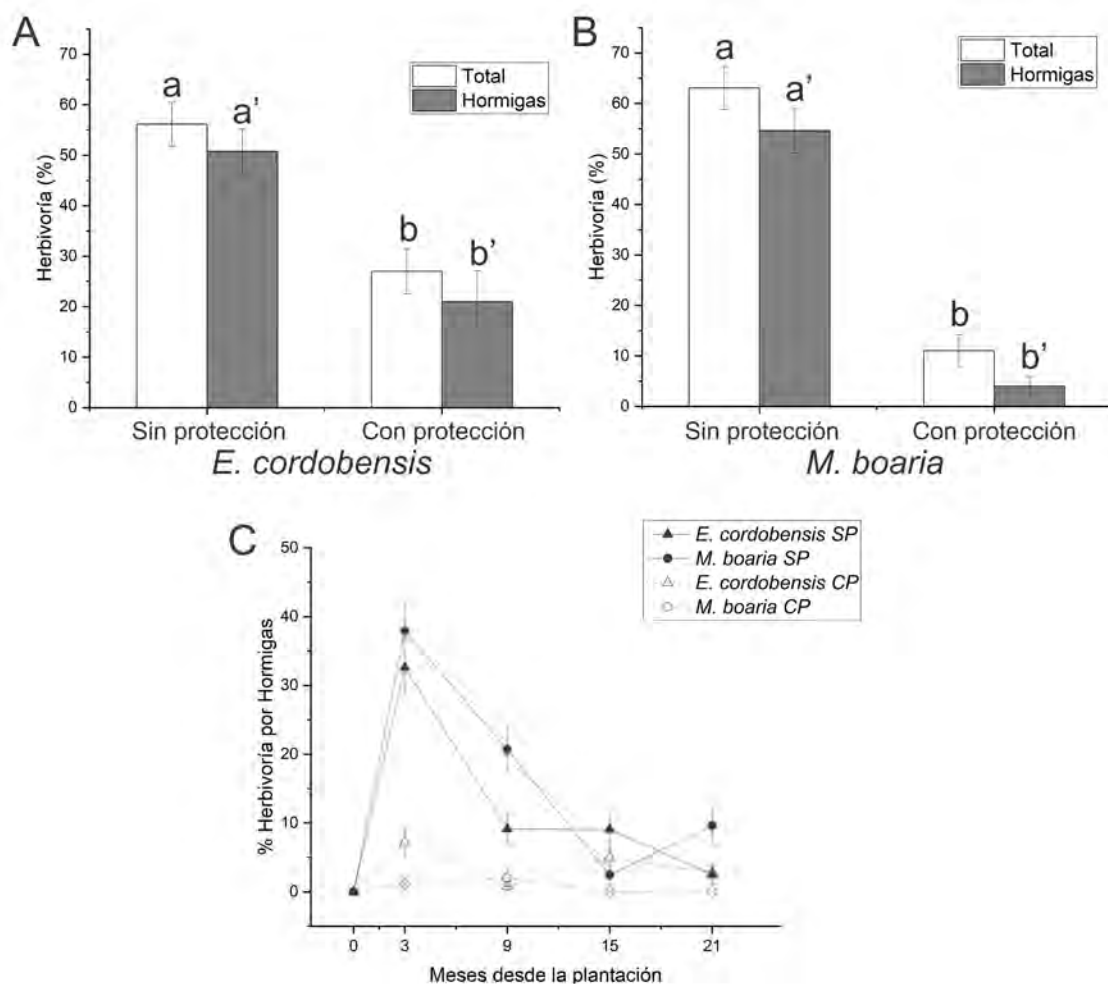 A
70
60
50
40
30
20
10
0
Herbivoría (%)
Total
Hormigas
a
a’
b
b’
Sin protección
Con protección
E. cordobensis
B
70
60
50
40
30
20
10
0
Herbivoría (%)
Total
Hormigas
a
a’
b
b’
Sin protección
Con protección
M. boaria
C
50
40
30
20
10
0
% Herbivoría por Hormigas
E. cordobensis SP
M. boaria SP
E. cordobensis CP
M. boaria CP
0 3 9 15 21
Meses desde la plantación